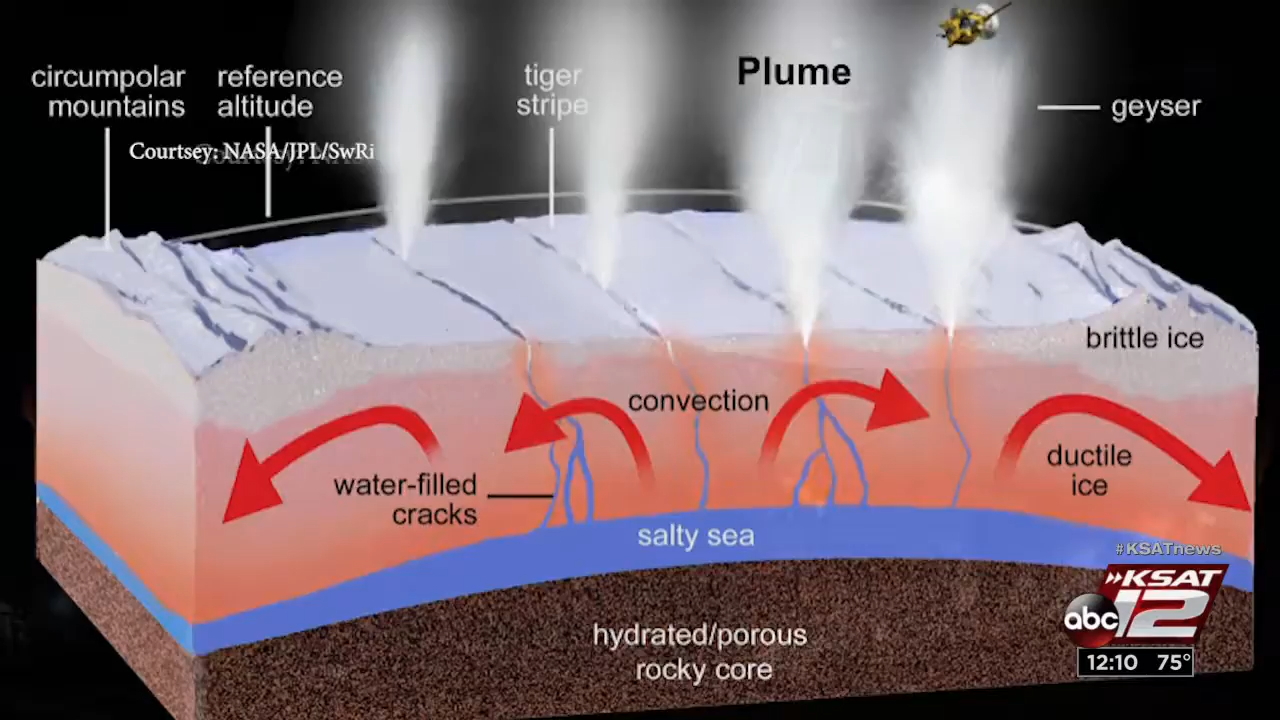 circumpolar
mountains
reference
altitude
tiger
stripe
Plume
geyser
Courtsey: NASA/JPL/SwRi
brittle ice
convection
ductile
ice
water-filled
cracks
salty sea
hydrated/porous
rocky core
#KSATnews
KSAT
12
abc
12:10 75°